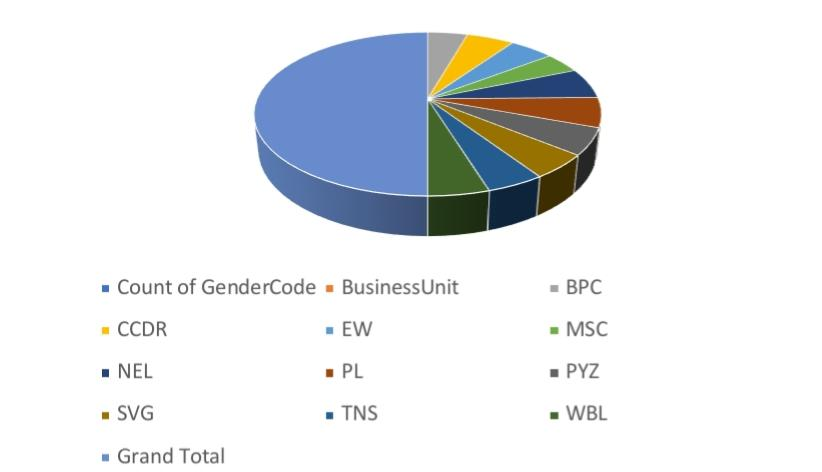 Count of GenderCode BusinessUnit BPC
CCDR EW MSC
NEL PL PYZ
SVG TNS WBL
Grand Total